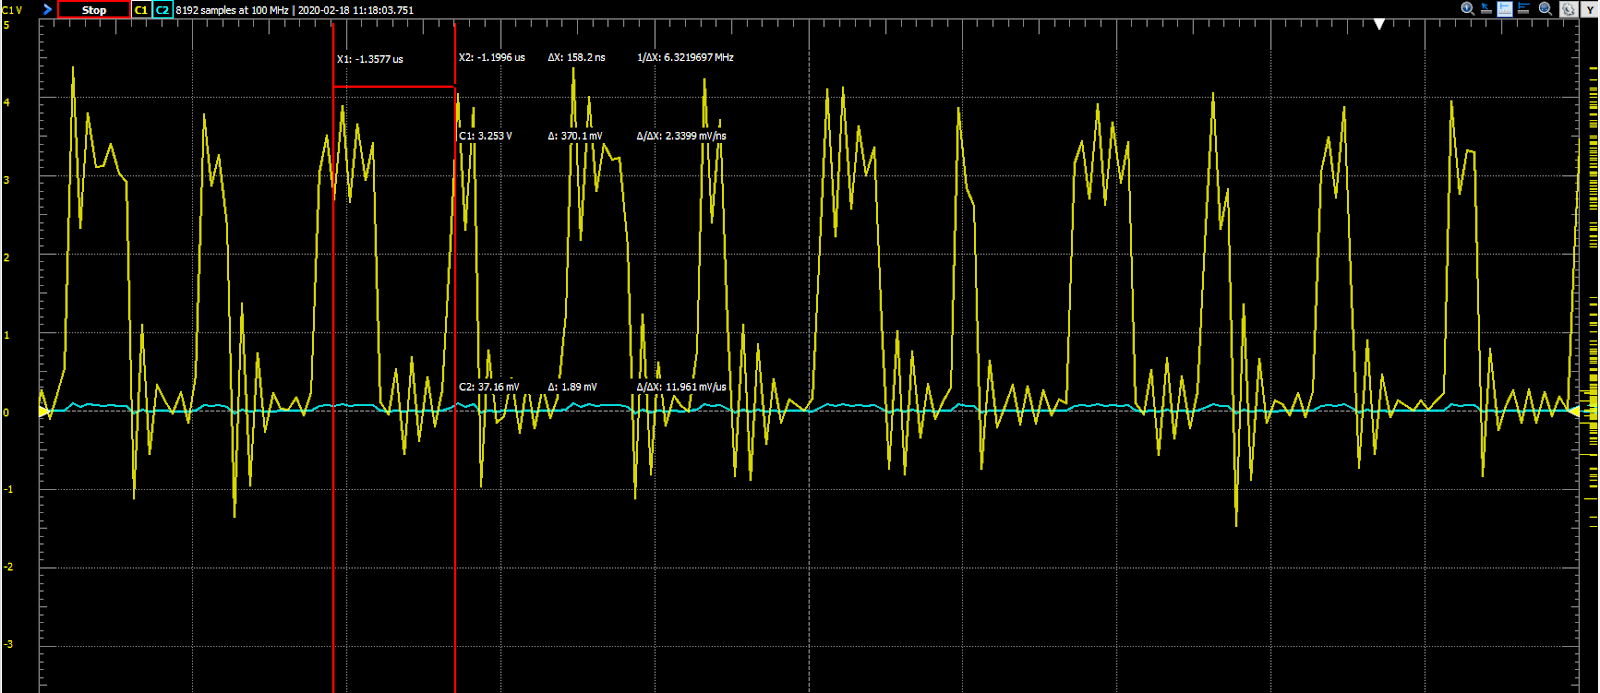 C1 V Stop C1 C2 8192 samples at 100 MHz | 2020-02-18 11:18:03.751 Y
5
X1: -1.3577 us X2: -1.1996 us ΔX: 158.2 ns 1/ΔX: 6.3219697 MHz
4
C1: 3.253 V Δ: 370.1 mV Δ/ΔX: 2.3399 mV/ns
3
2
1
C2: 37.16 mV Δ: 1.89 mV Δ/ΔX: 11.961 mV/us
0
-1
-2
-3